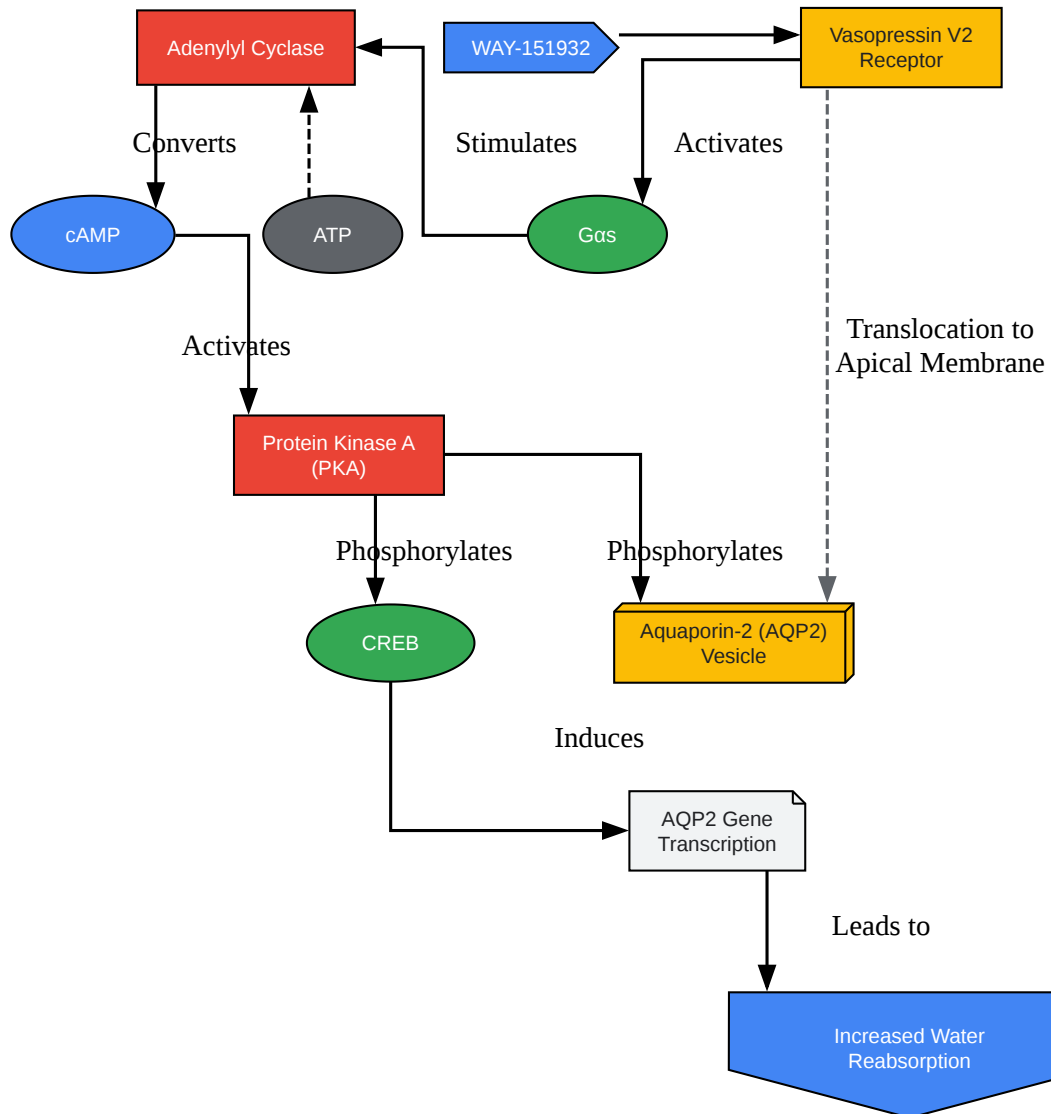 Adenylyl Cyclase
WAY-151932
Vasopressin V2
Receptor
Converts
Stimulates
Activates
cAMP
ATP
Gαs
Activates
Translocation to
Apical Membrane
Protein Kinase A
(PKA)
Phosphorylates
Phosphorylates
CREB
Aquaporin-2 (AQP2)
Vesicle
Induces
AQP2 Gene
Transcription
Leads to
Increased Water
Reabsorption